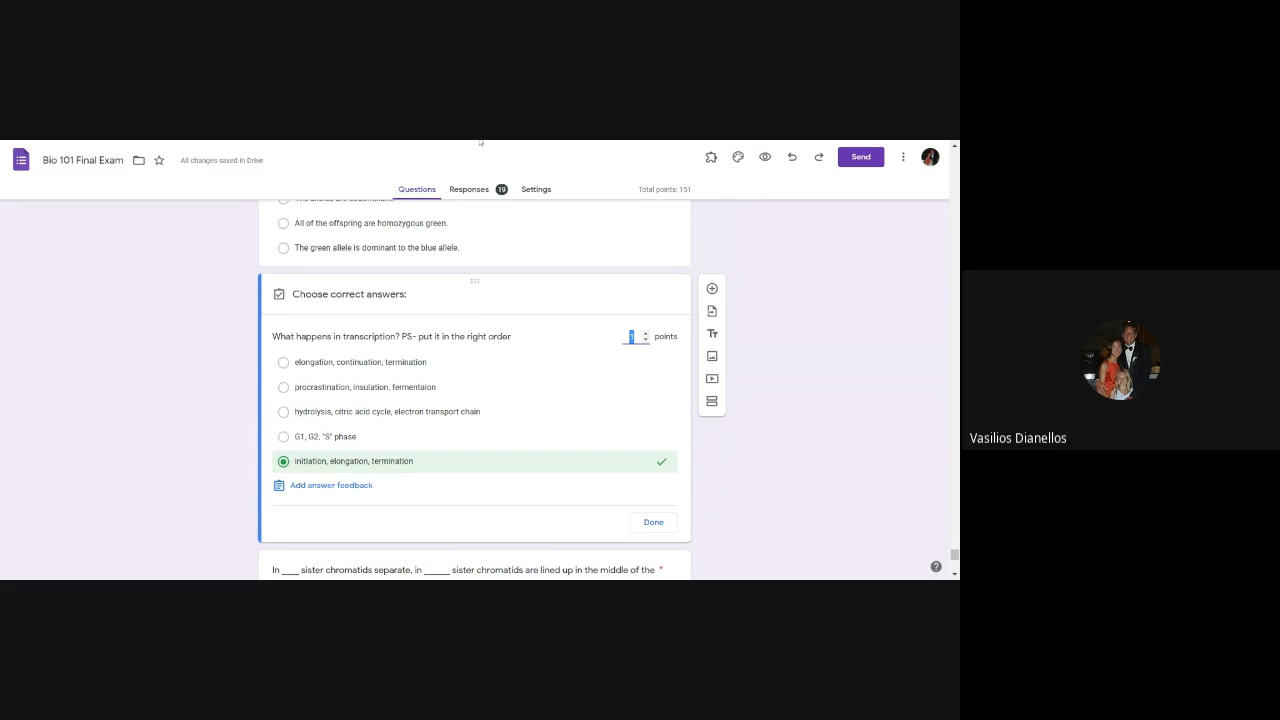 Bio 101 Final Exam
All changes saved in Drive
Send
Questions
Responses
19
Settings
Total points: 151
All of the offspring are homozygous green.
The green allele is dominant to the blue allele.
Choose correct answers:
What happens in transcription? PS- put it in the right order
1
points
elongation, continuation, termination
procrastination, insulation, fermentaion
hydrolysis, citric acid cycle, electron transport chain
G1, G2, "S" phase
initiation, elongation, termination
Add answer feedback
Done
In ____ sister chromatids separate, in ______ sister chromatids are lined up in the middle of the *
Vasilios Dianellos